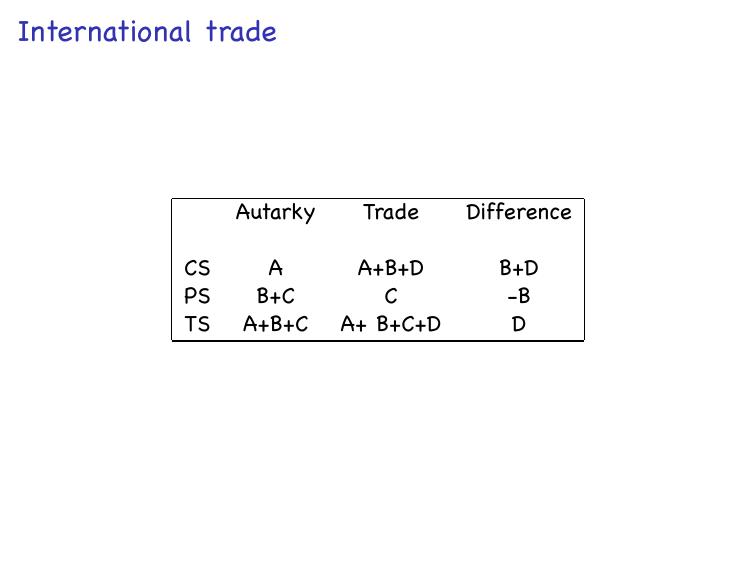 International trade
Autarky Trade Difference
CS A A+B+D B+D
PS B+C C -B
TS A+B+C A+ B+C+D D